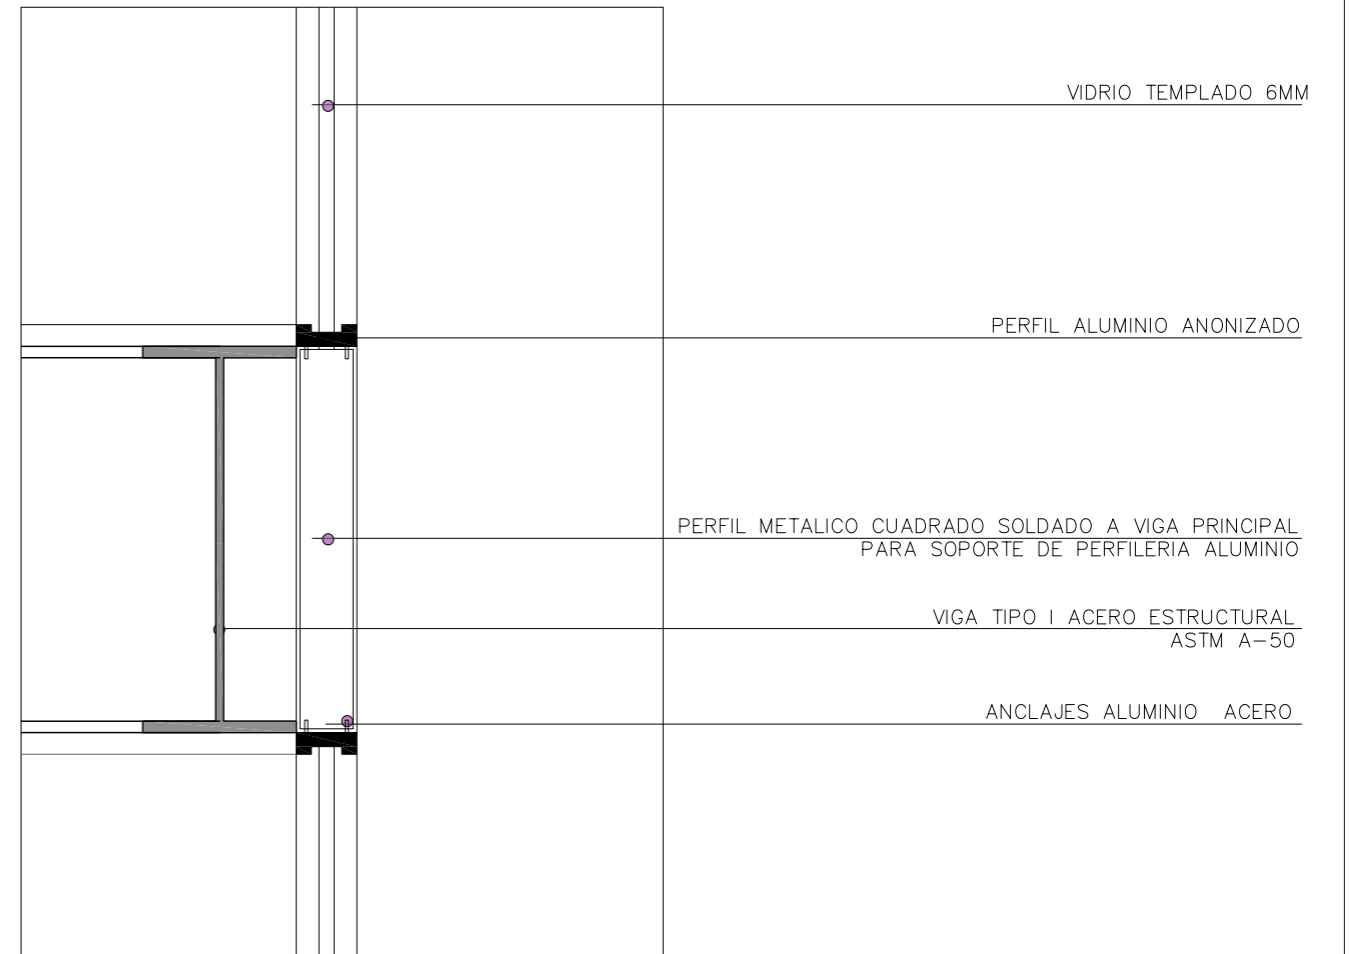 VIDRIO TEMPLADO 6MM
PERFIL ALUMINIO ANONIZADO
PERFIL METALICO CUADRADO SOLDADO A VIGA PRINCIPAL
PARA SOPORTE DE PERFILERIA ALUMINIO
VIGA TIPO I ACERO ESTRUCTURAL
ASTM A-50
ANCLAJES ALUMINIO ACERO